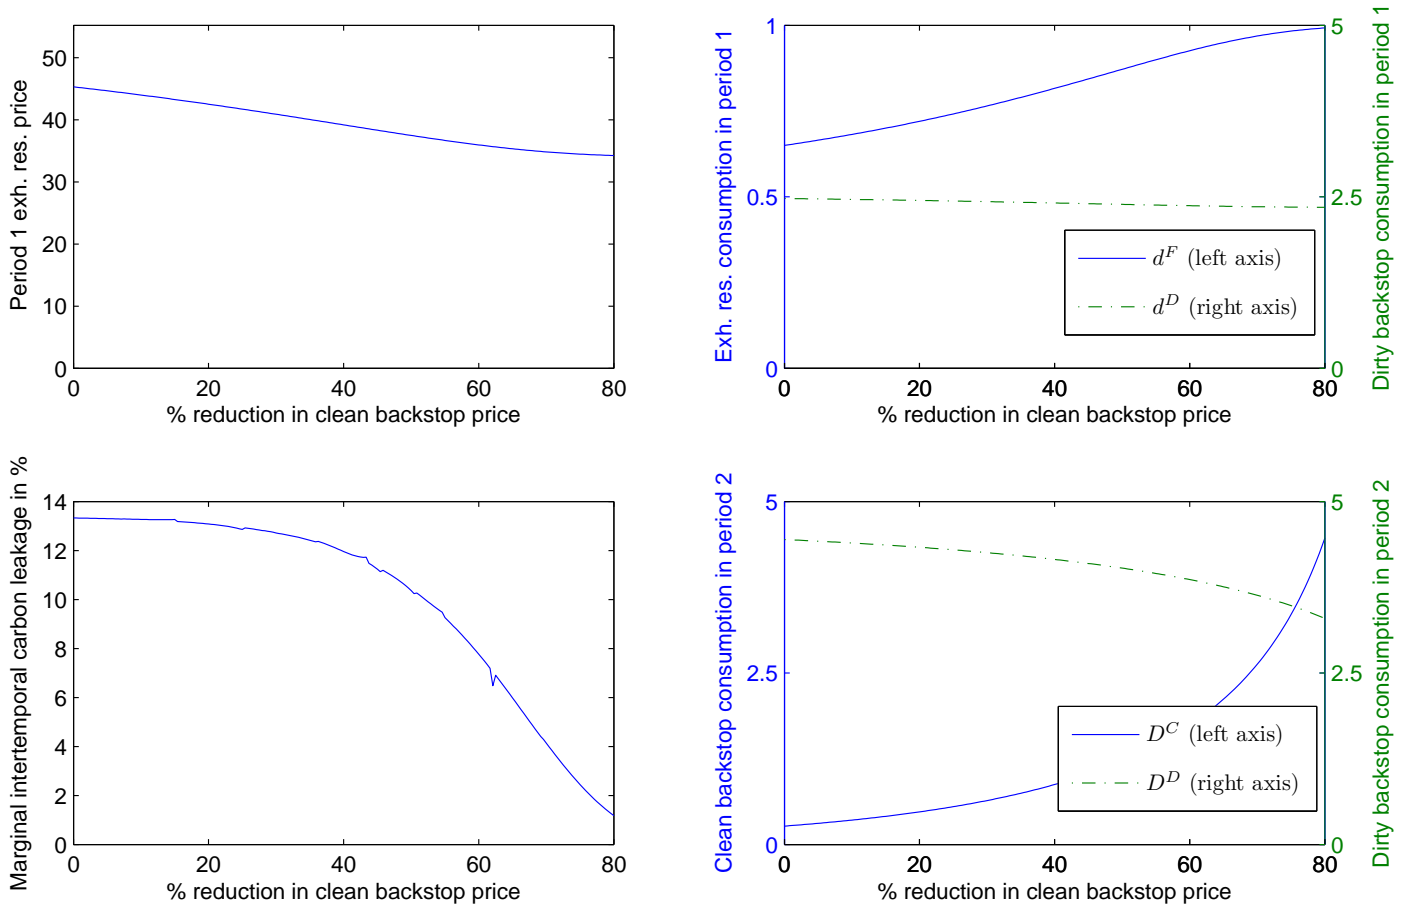 Period 1 exh. res. price
50
40
30
20
10
0
0 20 40 60 80
% reduction in clean backstop price
Exh. res. consumption in period 1
1
0.5
0
5
2.5
0
Dirty backstop consumption in period 1
d^F (left axis)
d^D (right axis)
0 20 40 60 80
% reduction in clean backstop price
Marginal intertemporal carbon leakage in %
14
12
10
8
6
4
2
0
0 20 40 60 80
% reduction in clean backstop price
Clean backstop consumption in period 2
5
2.5
0
5
2.5
0
Dirty backstop consumption in period 2
D^C (left axis)
D^D (right axis)
0 20 40 60 80
% reduction in clean backstop price